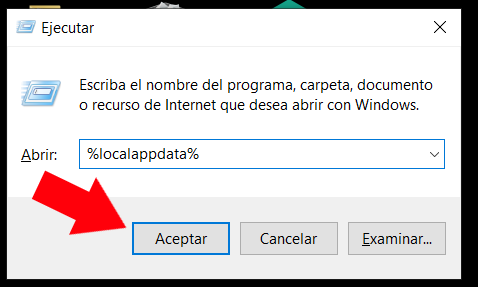 Ejecutar
Escriba el nombre del programa, carpeta, documento
o recurso de Internet que desea abrir con Windows.
Abrir: %localappdata%
Aceptar Cancelar Examinar...